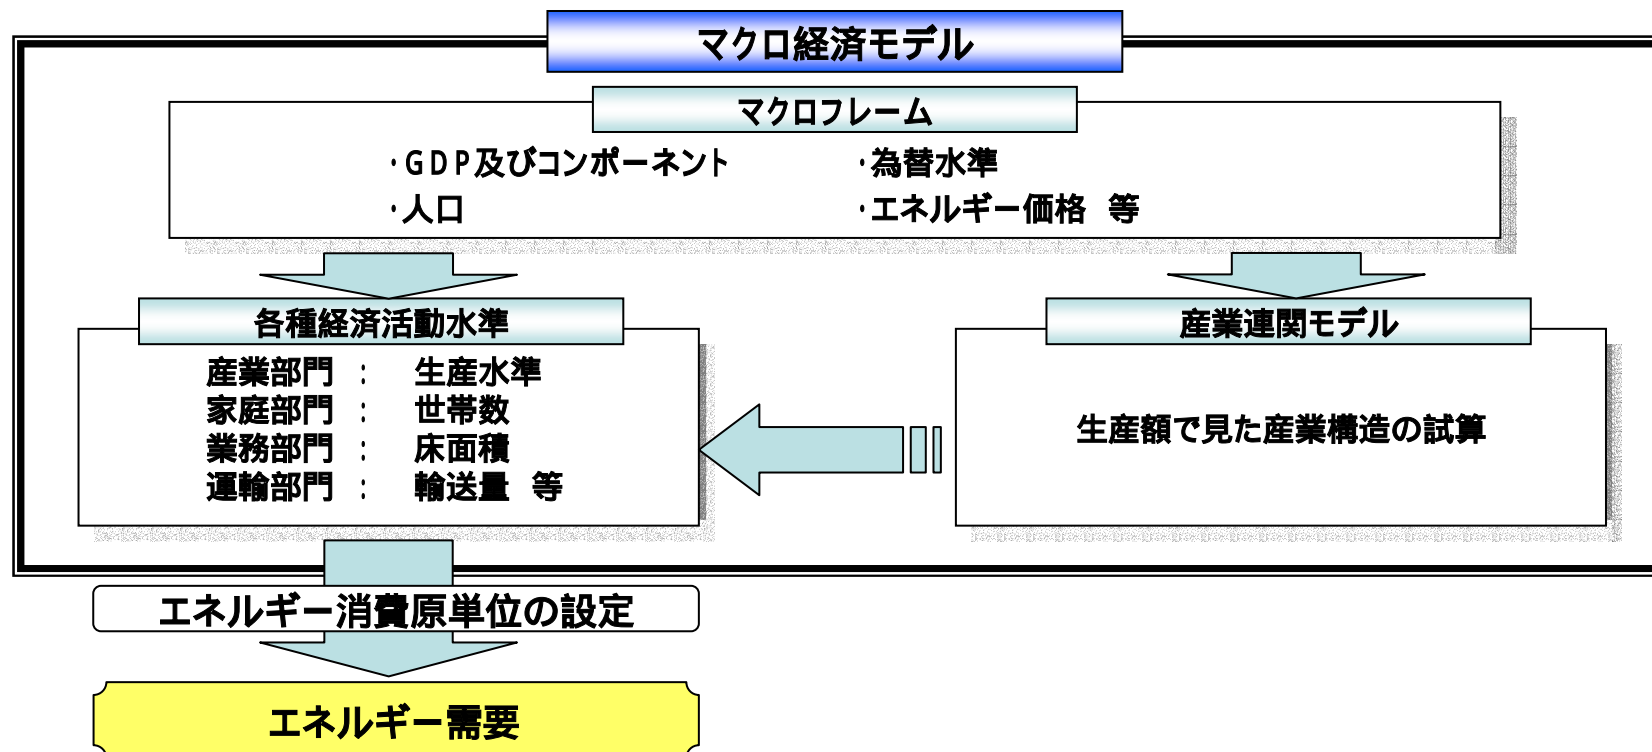 マクロ経済モデル
マクロフレーム
・GDP及びコンポーネント
・為替水準
・人口
・エネルギー価格 等
各種経済活動水準
産業部門 : 生産水準
家庭部門 : 世帯数
業務部門 : 床面積
運輸部門 : 輸送量 等
産業連関モデル
生産額で見た産業構造の試算
エネルギー消費原単位の設定
エネルギー需要